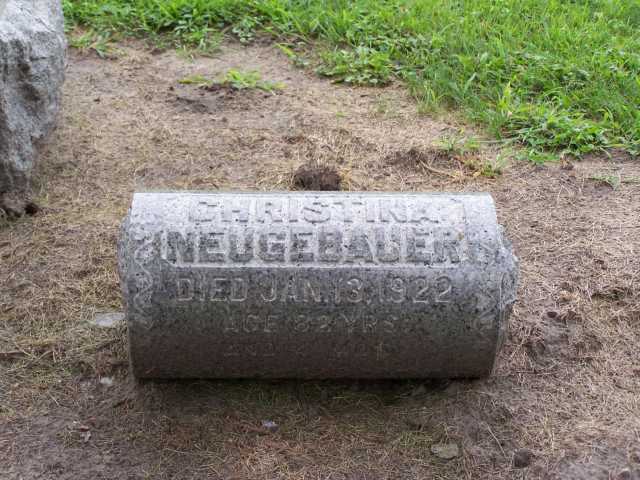 CHRISTINA
NEUGEBAUER
DIED JAN. 13, 1922
AGE 82 YRS.